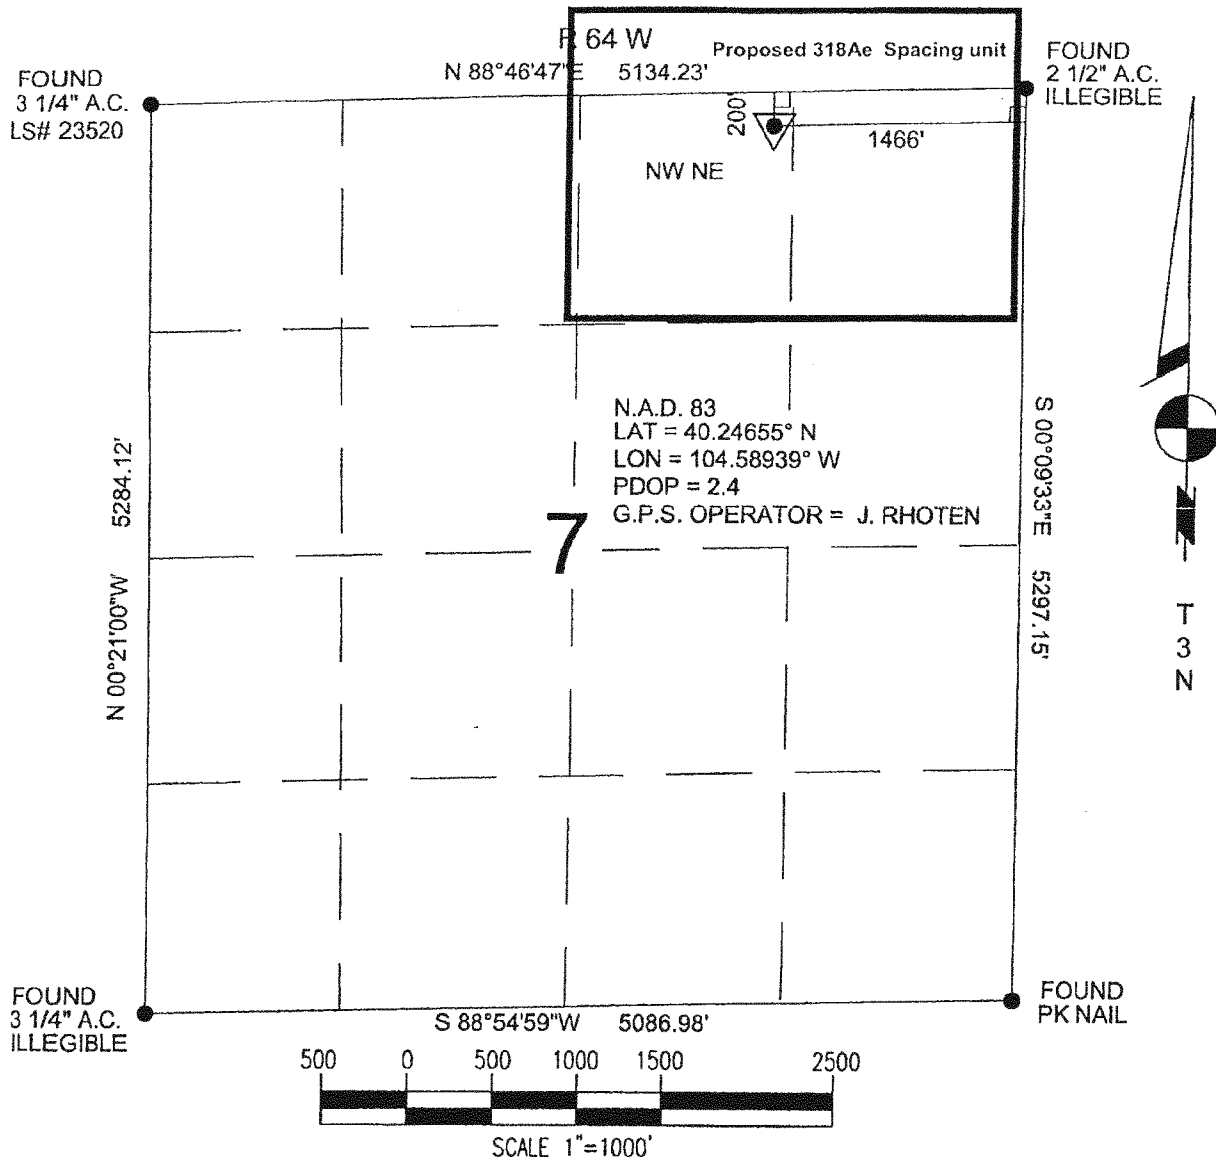 R 64 W
Proposed 318Ae Spacing unit
N 88°46'47"E 5134.23'
FOUND
3 1/4" A.C.
LS# 23520
FOUND
2 1/2" A.C.
ILLEGIBLE
200'
1466'
NW NE
N.A.D. 83
LAT = 40.24655° N
LON = 104.58939° W
PDOP = 2.4
G.P.S. OPERATOR = J. RHOTEN
7
N 00°21'00"W 5284.12'
S 00°09'33"E 5297.15'
N
T
3
N
FOUND
3 1/4" A.C.
ILLEGIBLE
S 88°54'59"W 5086.98'
FOUND
PK NAIL
500 0 500 1000 1500 2500
SCALE 1"=1000'